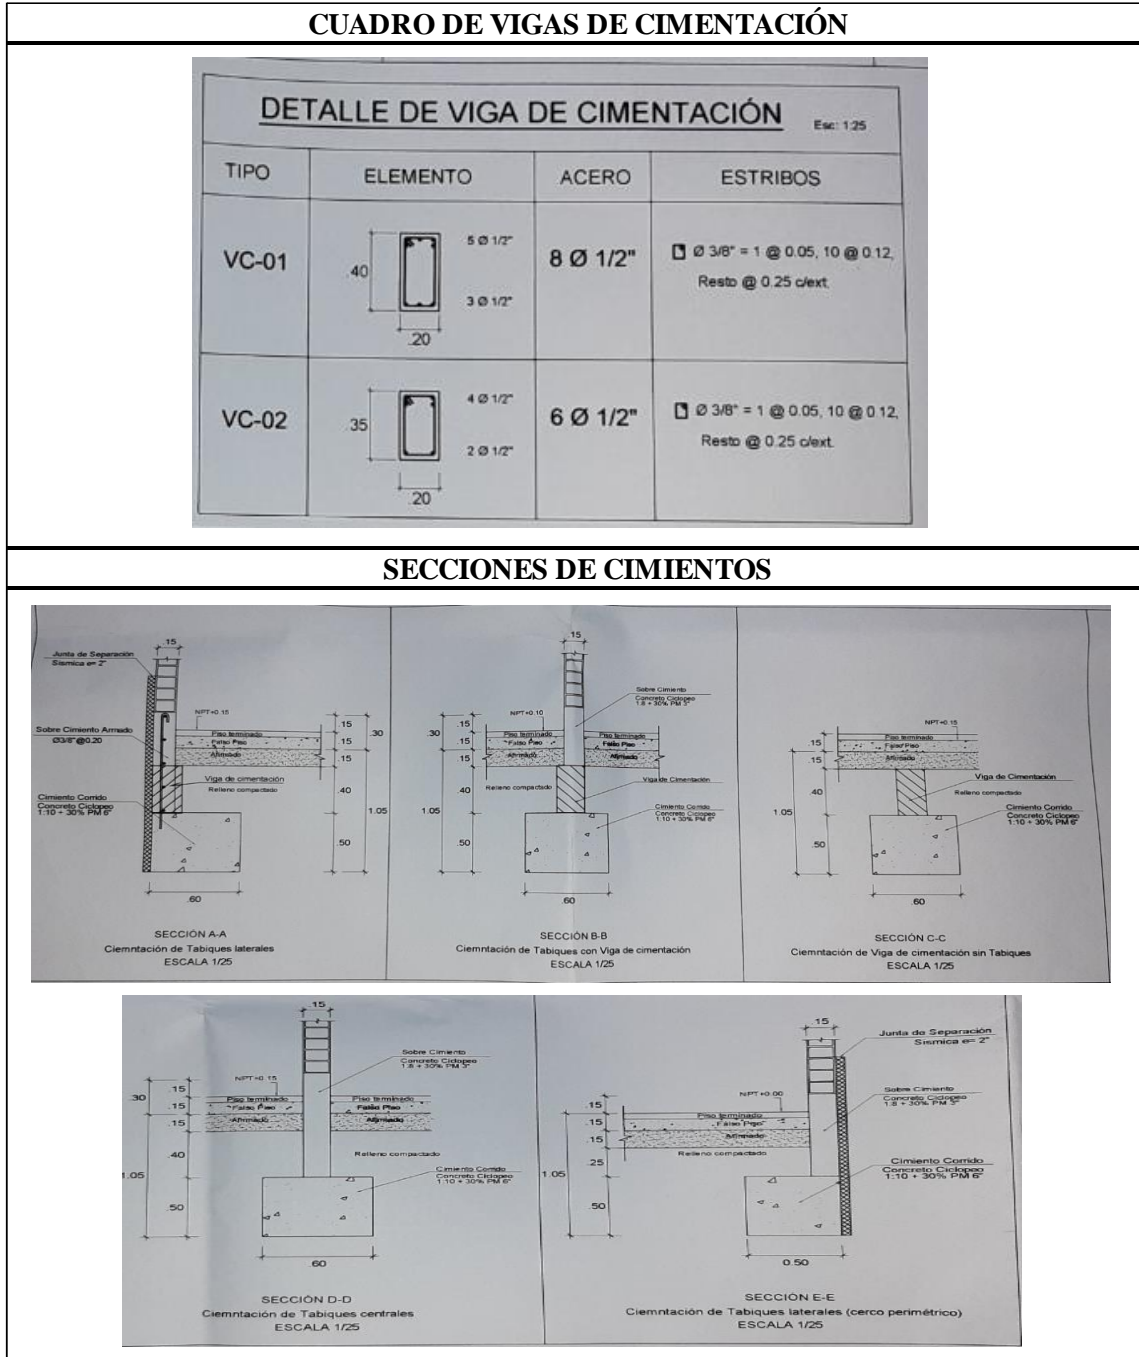 CUADRO DE VIGAS DE CIMENTACIÓN
DETALLE DE VIGA DE CIMENTACIÓN Esc: 1:25
TIPO ELEMENTO ACERO ESTRIBOS
VC-01
.40
.20
5 Ø 1/2"
3 Ø 1/2"
8 Ø 1/2"
Ø 3/8" = 1 @ 0.05, 10 @ 0.12,
Resto @ 0.25 c/ext.
VC-02
.35
.20
4 Ø 1/2"
2 Ø 1/2"
6 Ø 1/2"
Ø 3/8" = 1 @ 0.05, 10 @ 0.12,
Resto @ 0.25 c/ext.
SECCIONES DE CIMIENTOS
.15
Junta de Separación
Sismica e= 2"
NPT+0.15
Sobre Cimiento Armado
Ø3/8"@0.20
Piso terminado
Falso Piso
Afirmado
Viga de cimentación
Relleno compactado
Cimiento Corrido
Concreto Ciclopeo
1:10 + 30% PM 6"
.15
.15
.15
.40
.50
.30
1.05
.60
SECCIÓN A-A
Ciemntación de Tabiques laterales
ESCALA 1/25
.15
Sobre Cimiento
Concreto Ciclopeo
1:8 + 30% PM 3"
NPT+0.10
.30
1.05
.15
.15
.15
.40
.50
Piso terminado
Falso Piso
Afirmado
Piso terminado
Falso Piso
Afirmado
Relleno compactado
Viga de Cimentación
Cimiento Corrido
Concreto Ciclopeo
1:10 + 30% PM 6"
.60
SECCIÓN B-B
Ciemntación de Tabiques con Viga de cimentación
ESCALA 1/25
NPT+0.15
.15
.15
.15
.40
.50
1.05
Piso terminado
Falso Piso
Afirmado
Viga de Cimentación
Relleno compactado
Cimiento Corrido
Concreto Ciclopeo
1:10 + 30% PM 6"
.60
SECCIÓN C-C
Ciemntación de Viga de cimentación sin Tabiques
ESCALA 1/25
.15
Sobre Cimiento
Concreto Ciclopeo
1:8 + 30% PM 3"
NPT+0.15
.30
1.05
.15
.15
.15
.40
.50
Piso terminado
Falso Piso
Afirmado
Piso terminado
Falso Piso
Afirmado
Relleno compactado
Cimiento Corrido
Concreto Ciclopeo
1:10 + 30% PM 6"
.60
SECCIÓN D-D
Ciemntación de Tabiques centrales
ESCALA 1/25
.15
Junta de Separación
Sismica e= 2"
NPT+0.00
Sobre Cimiento
Concreto Ciclopeo
1:8 + 30% PM 3"
.15
.15
.15
.25
.50
1.05
Piso terminado
Falso Piso
Afirmado
Relleno compactado
Cimiento Corrido
Concreto Ciclopeo
1:10 + 30% PM 6"
0.50
SECCIÓN E-E
Ciemntación de Tabiques laterales (cerco perimétrico)
ESCALA 1/25